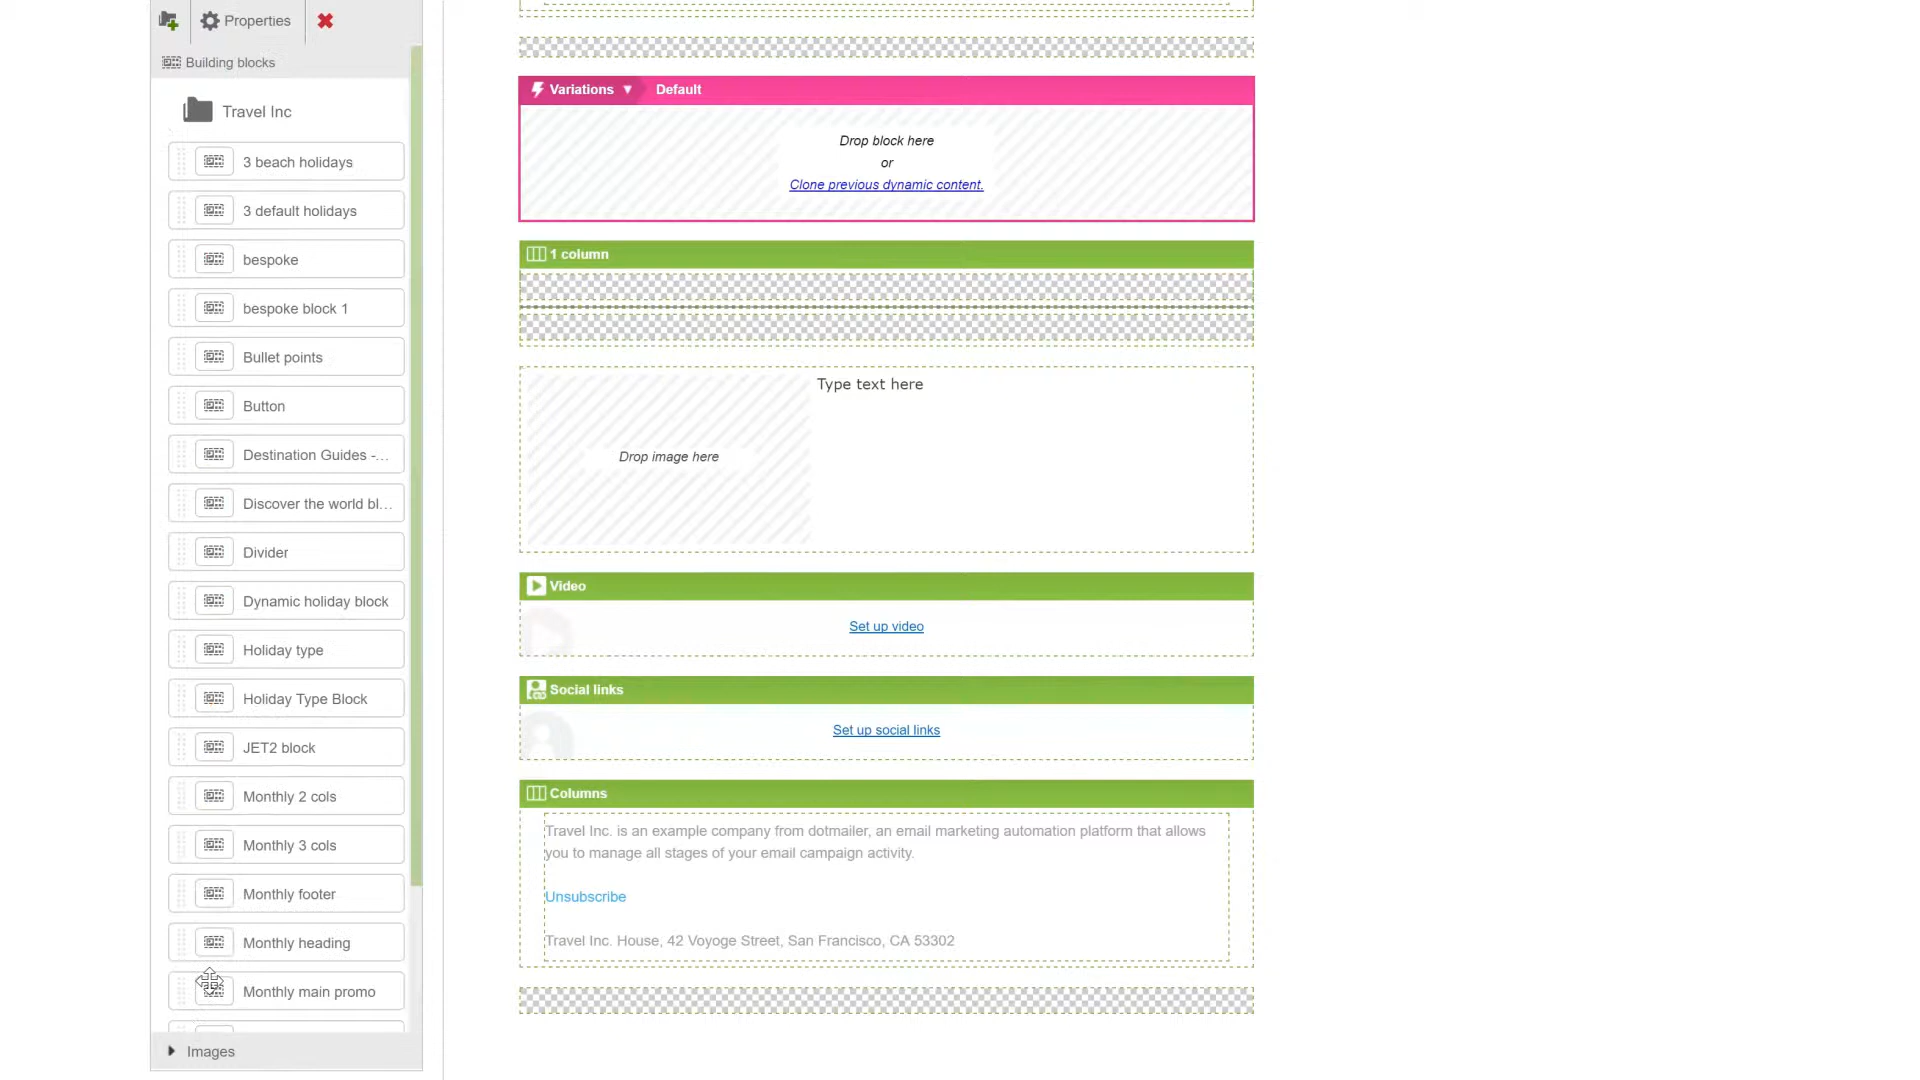 Properties
Building blocks
Travel Inc
3 beach holidays
3 default holidays
bespoke
bespoke block 1
Bullet points
Button
Destination Guides -...
Discover the world bl...
Divider
Dynamic holiday block
Holiday type
Holiday Type Block
JET2 block
Monthly 2 cols
Monthly 3 cols
Monthly footer
Monthly heading
Monthly main promo
Images
Variations ▼ Default
Drop block here
or
Clone previous dynamic content.
1 column
Type text here
Drop image here
Video
Set up video
Social links
Set up social links
Columns
Travel Inc. is an example company from dotmailer, an email marketing automation platform that allows
you to manage all stages of your email campaign activity.
Unsubscribe
Travel Inc. House, 42 Voyoge Street, San Francisco, CA 53302